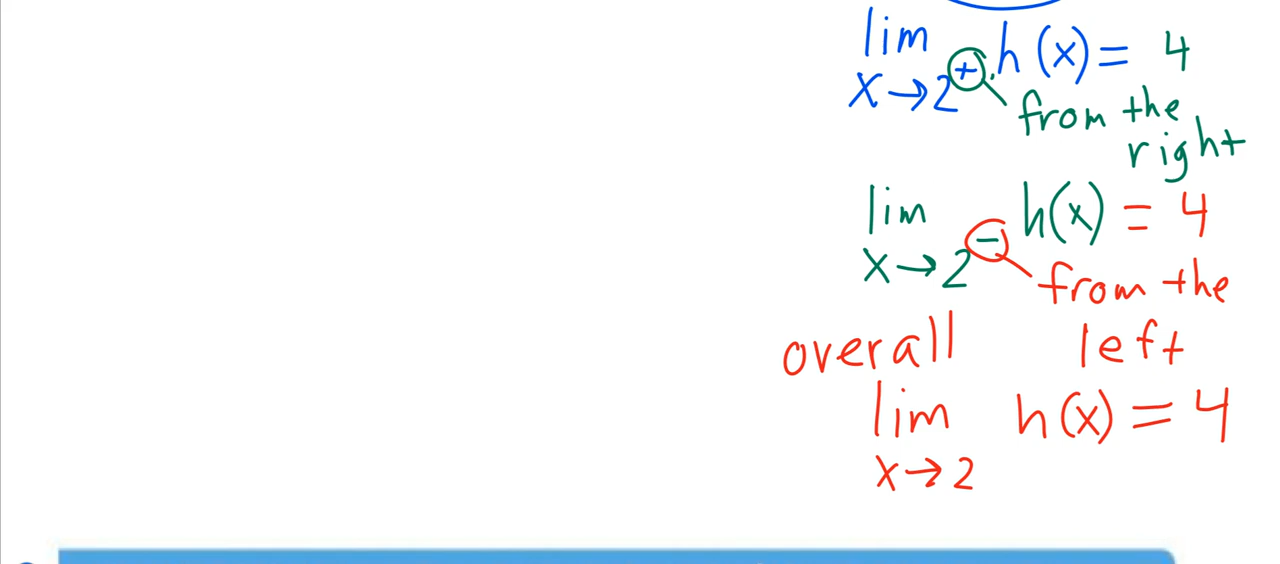 lim h(x) = 4
x→2⁺ from the
right
lim h(x) = 4
x→2⁻ from the
overall left
lim h(x) = 4
x→2